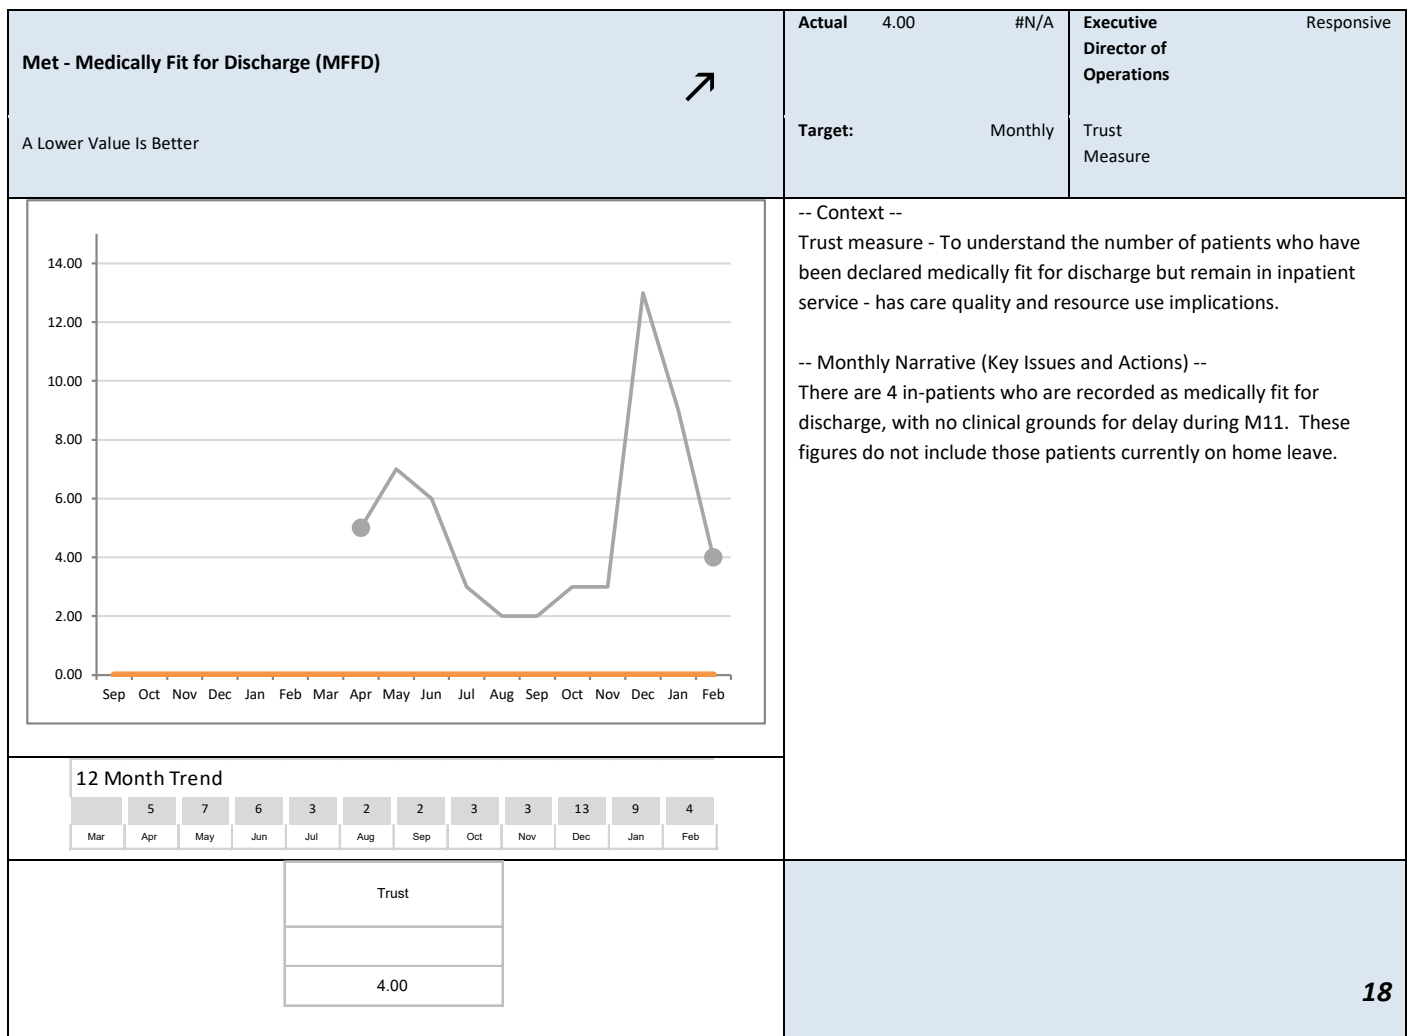 Met - Medically Fit for Discharge (MFFD)
A Lower Value Is Better
Actual 4.00 #N/A
Target: Monthly
Executive
Director of
Operations
Responsive
Trust
Measure
14.00
12.00
10.00
8.00
6.00
4.00
2.00
0.00
Sep Oct Nov Dec Jan Feb Mar Apr May Jun Jul Aug Sep Oct Nov Dec Jan Feb
-- Context --
Trust measure - To understand the number of patients who have
been declared medically fit for discharge but remain in inpatient
service - has care quality and resource use implications.
-- Monthly Narrative (Key Issues and Actions) --
There are 4 in-patients who are recorded as medically fit for
discharge, with no clinical grounds for delay during M11.  These
figures do not include those patients currently on home leave.
12 Month Trend
5 7 6 3 2 2 3 3 13 9 4
Mar Apr May Jun Jul Aug Sep Oct Nov Dec Jan Feb
Trust
4.00
18